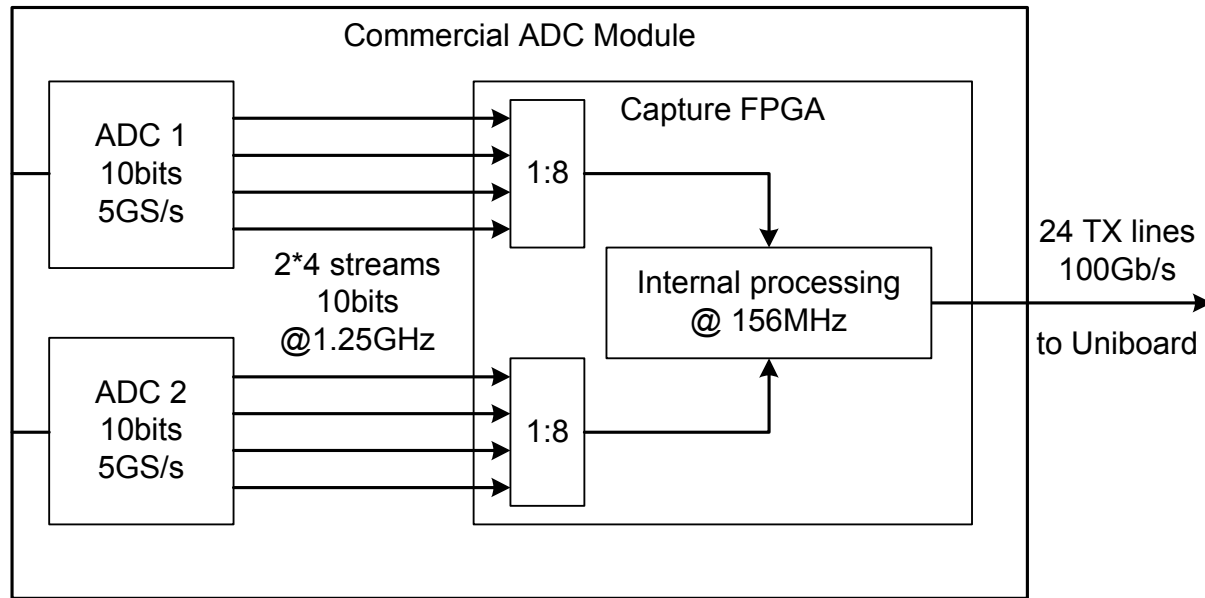 Commercial ADC Module
ADC 1
10bits
5GS/s
Capture FPGA
1:8
2*4 streams
10bits
@1.25GHz
Internal processing
@ 156MHz
24 TX lines
100Gb/s
to Uniboard
ADC 2
10bits
5GS/s
1:8